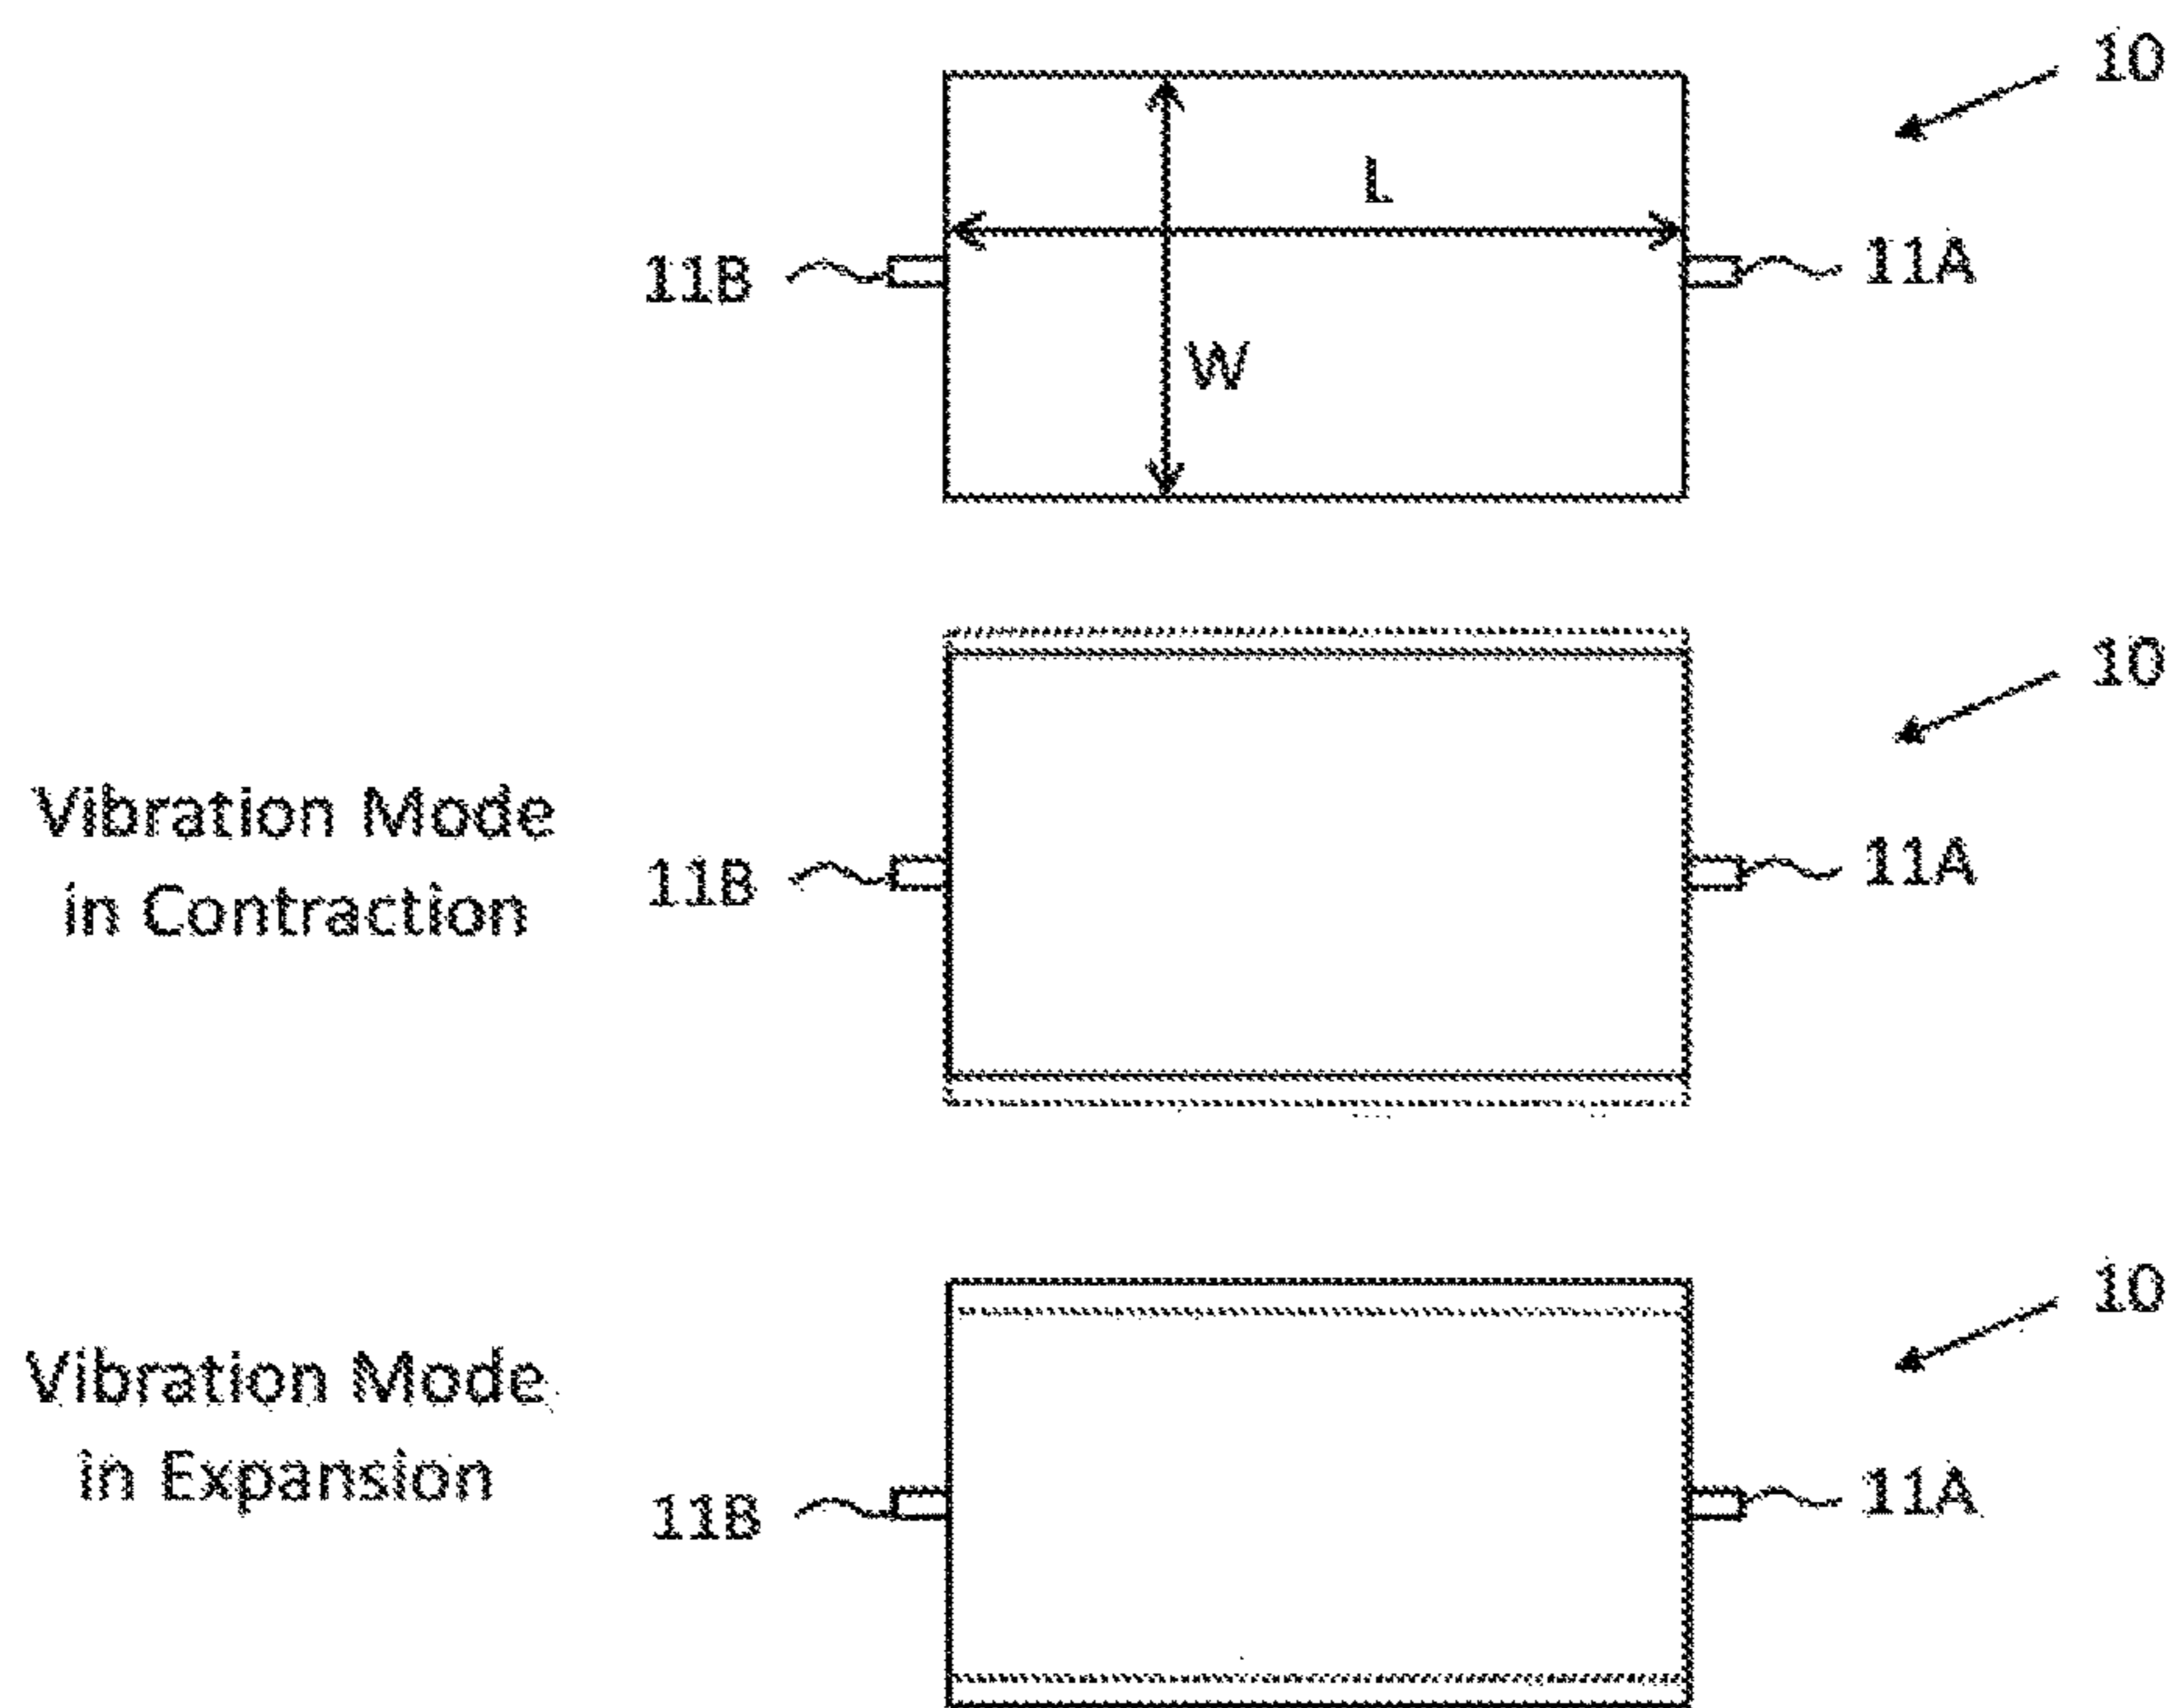 10
L
11B
11A
W
10
Vibration Mode
in Contraction
11B
11A
10
Vibration Mode
in Expansion
11B
11A